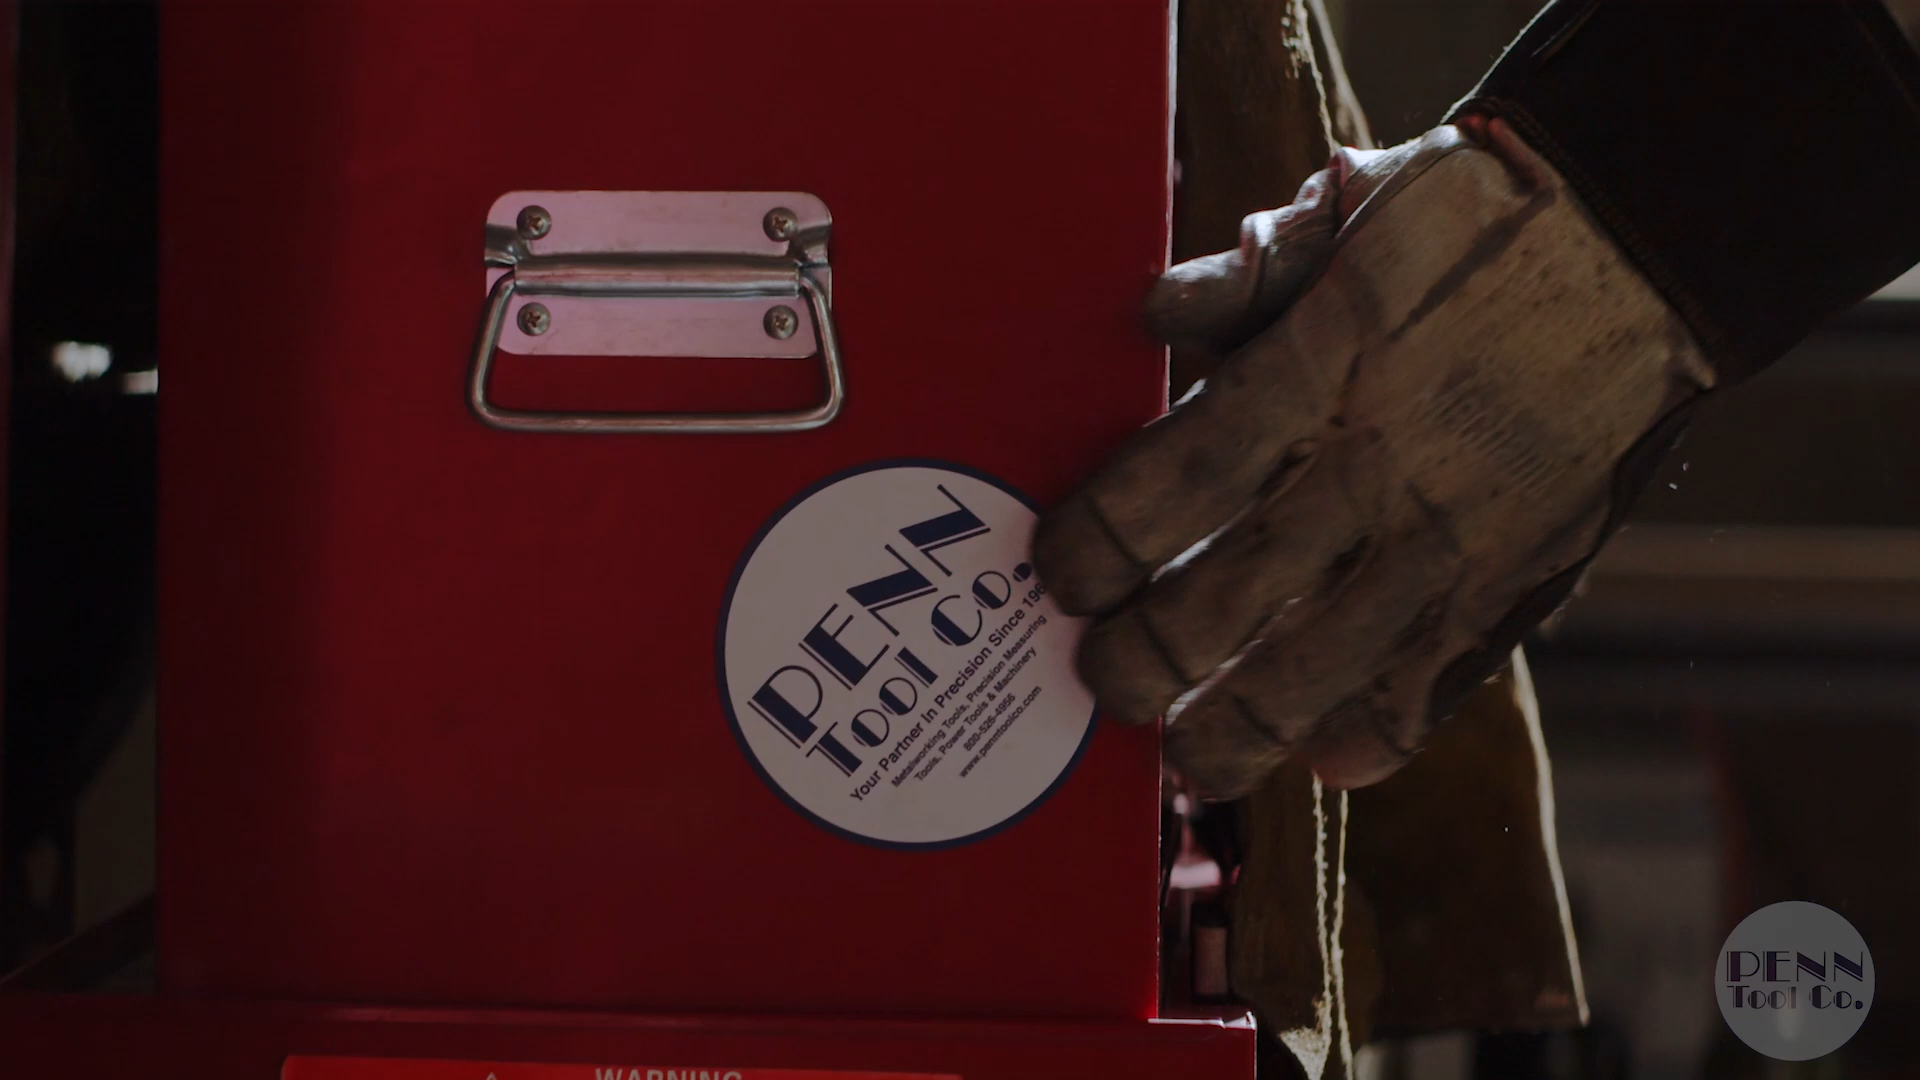 PENN
Tool Co.
Your Partner In Precision Since 196
Metalworking Tools, Precision Measuring
Tools, Power Tools & Machinery
800-526-4956
www.penntoolco.com
WARNING
PENN
Tool Co.